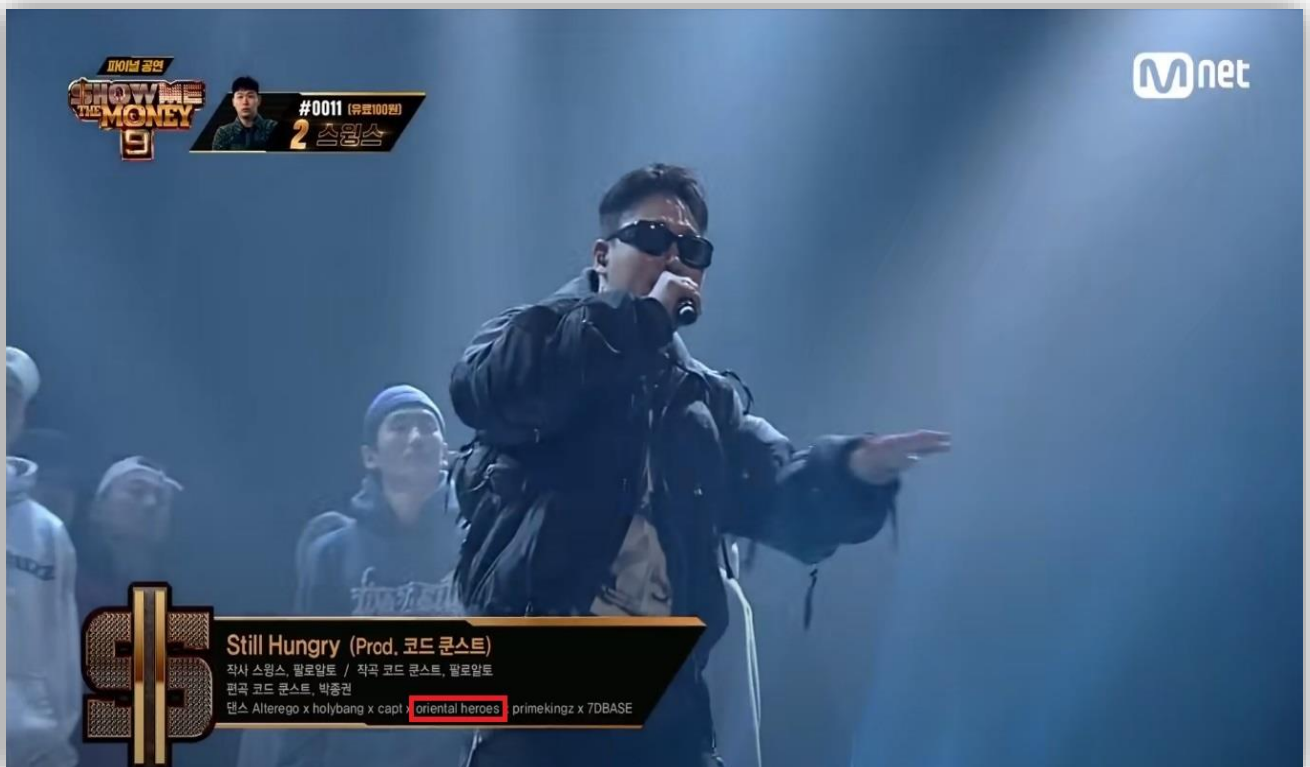 파이널 공연
SHOW ME
THE MONEY
9
#0011 (유료100원)
2 스윙스
Mnet
Still Hungry (Prod. 코드 쿤스트)
작사 스윙스, 팔로알토 / 작곡 코드 쿤스트, 팔로알토
편곡 코드 쿤스트, 박종권
댄스 Alterego x holybang x capt x oriental heroes x primekingz x 7DBASE